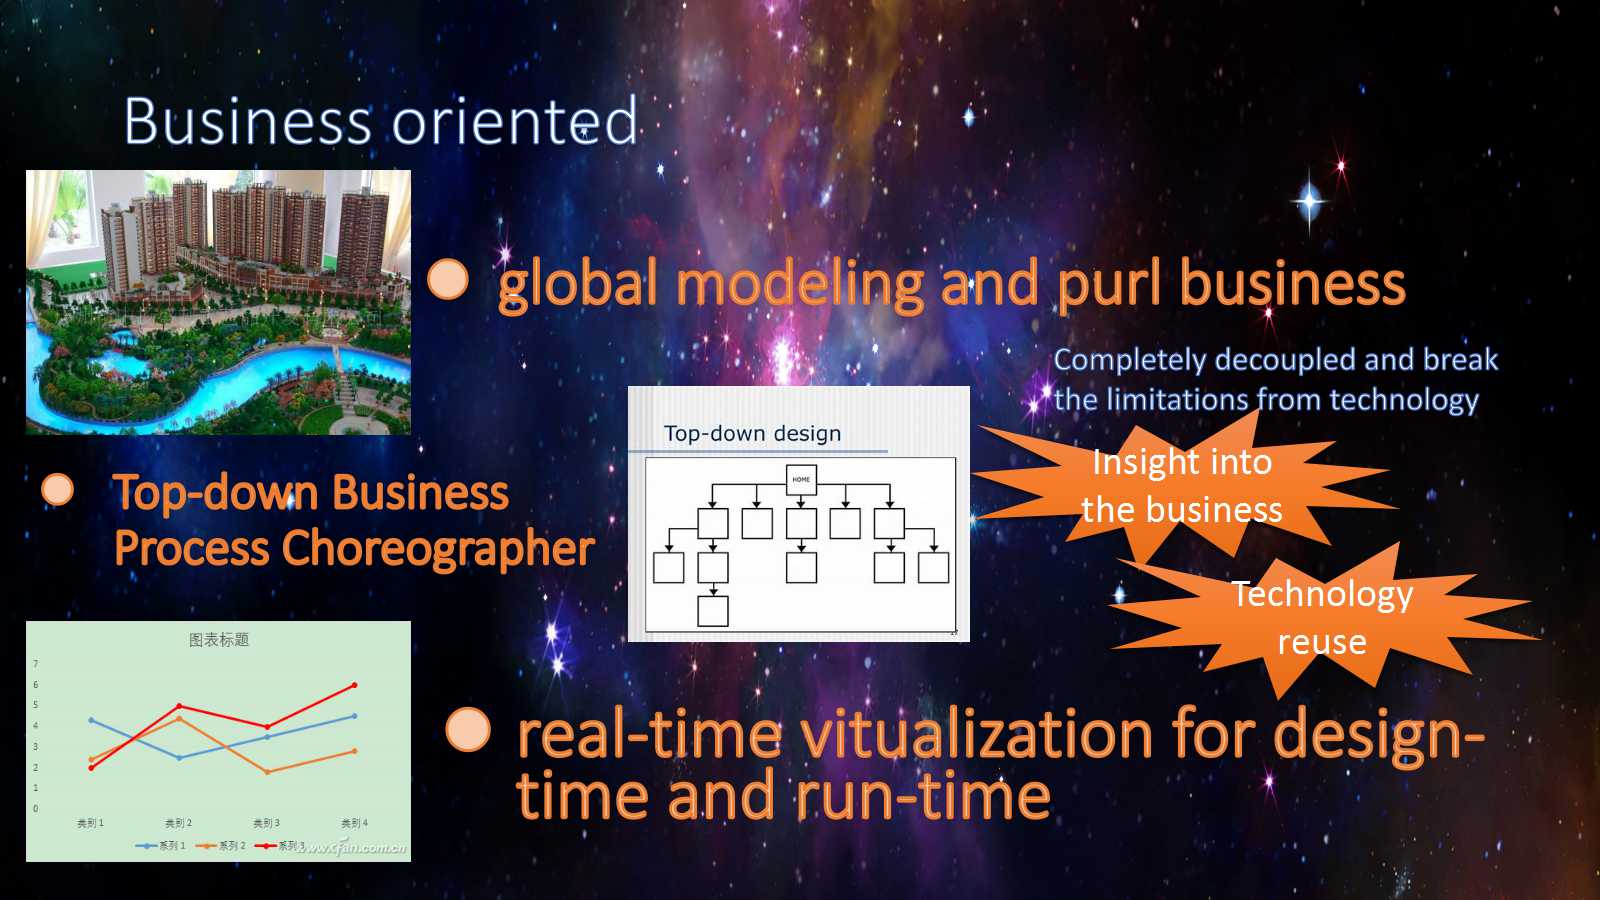 Business oriented
global modeling and purl business
Completely decoupled and break
the limitations from technology
Top-down design
HOME
Insight into
the business
Top-down Business
Process Choreographer
Technology
reuse
real-time vitualization for design-
time and run-time
图表标题
7
6
5
4
3
2
1
0
类别 1 类别 2 类别 3 类别 4
系列 1 系列 2 系列 3
www.cfan.com.cn